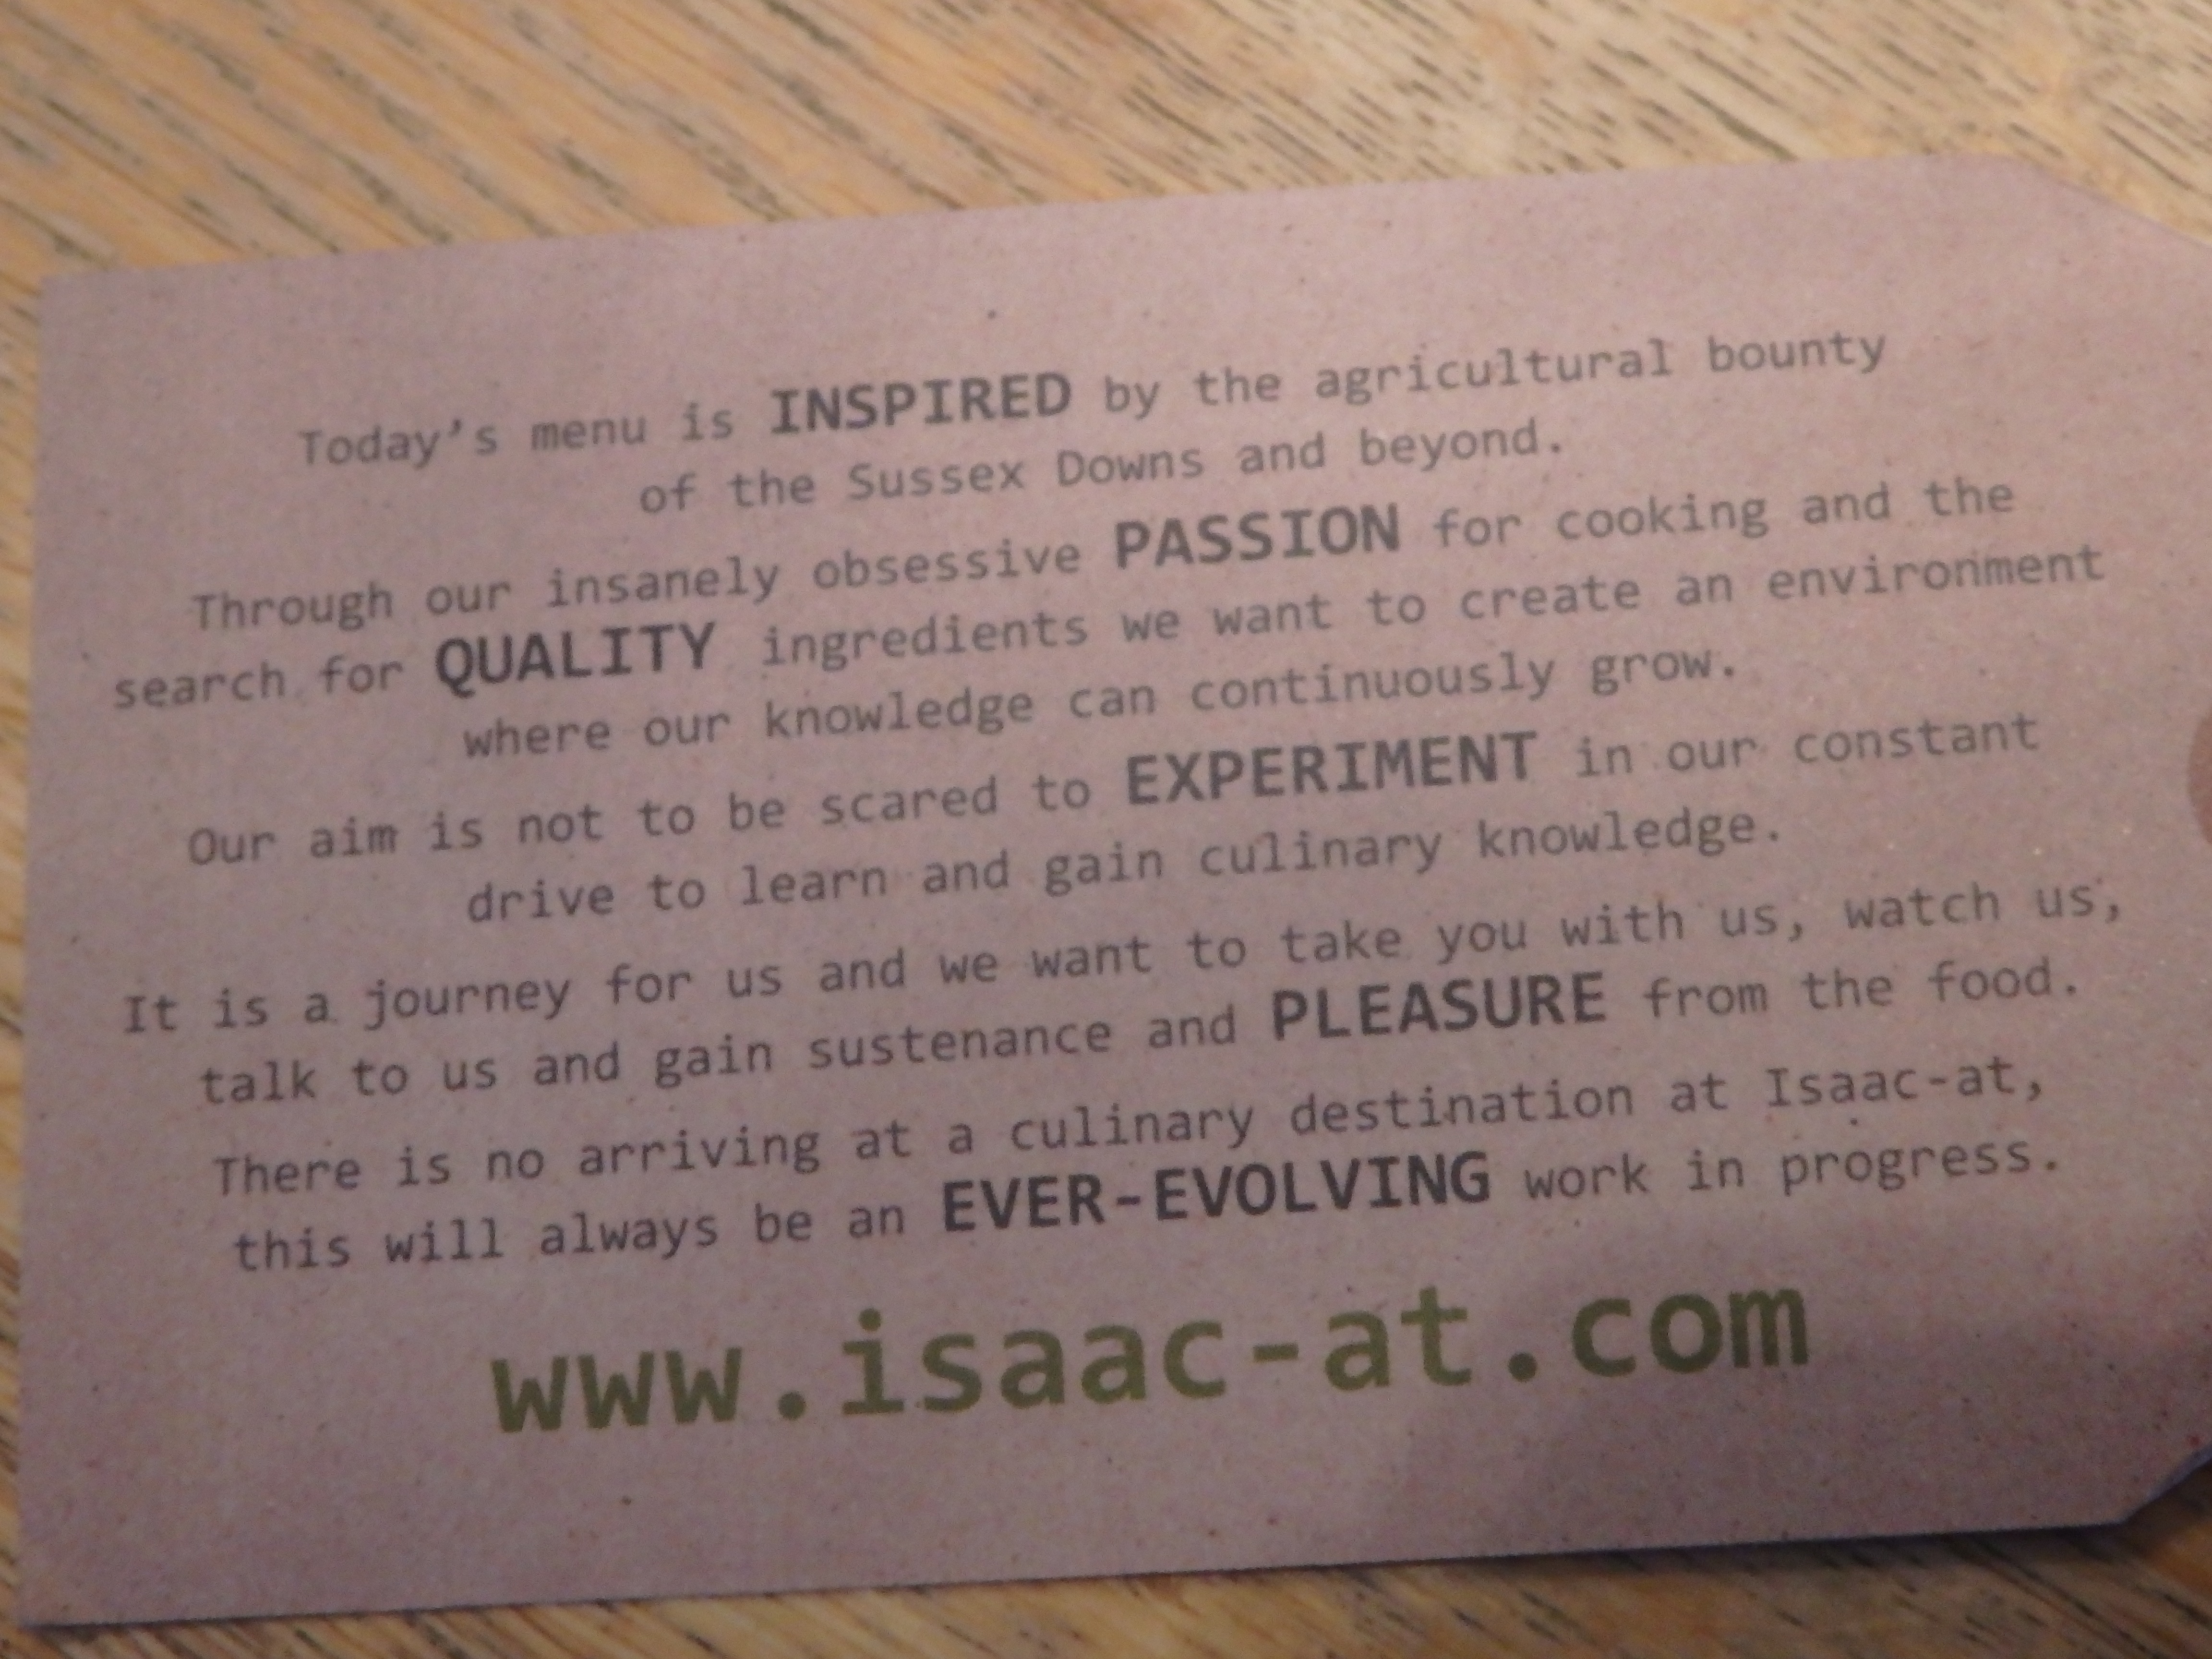 Today's menu is INSPIRED by the agricultural bounty
of the Sussex Downs and beyond.
Through our insanely obsessive PASSION for cooking and the
search for QUALITY ingredients we want to create an environment
where our knowledge can continuously grow.
Our aim is not to be scared to EXPERIMENT in our constant
drive to learn and gain culinary knowledge.
It is a journey for us and we want to take you with us, watch us,
talk to us and gain sustenance and PLEASURE from the food.
There is no arriving at a culinary destination at Isaac-at,
this will always be an EVER-EVOLVING work in progress.
www.isaac-at.com